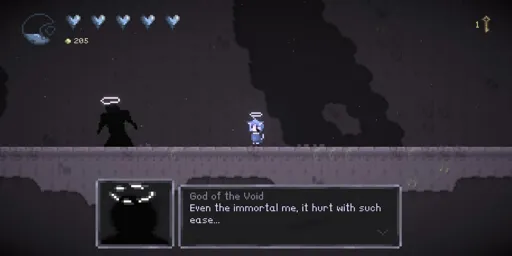 1
205
God of the Void
Even the immortal me, it hurt with such
ease...